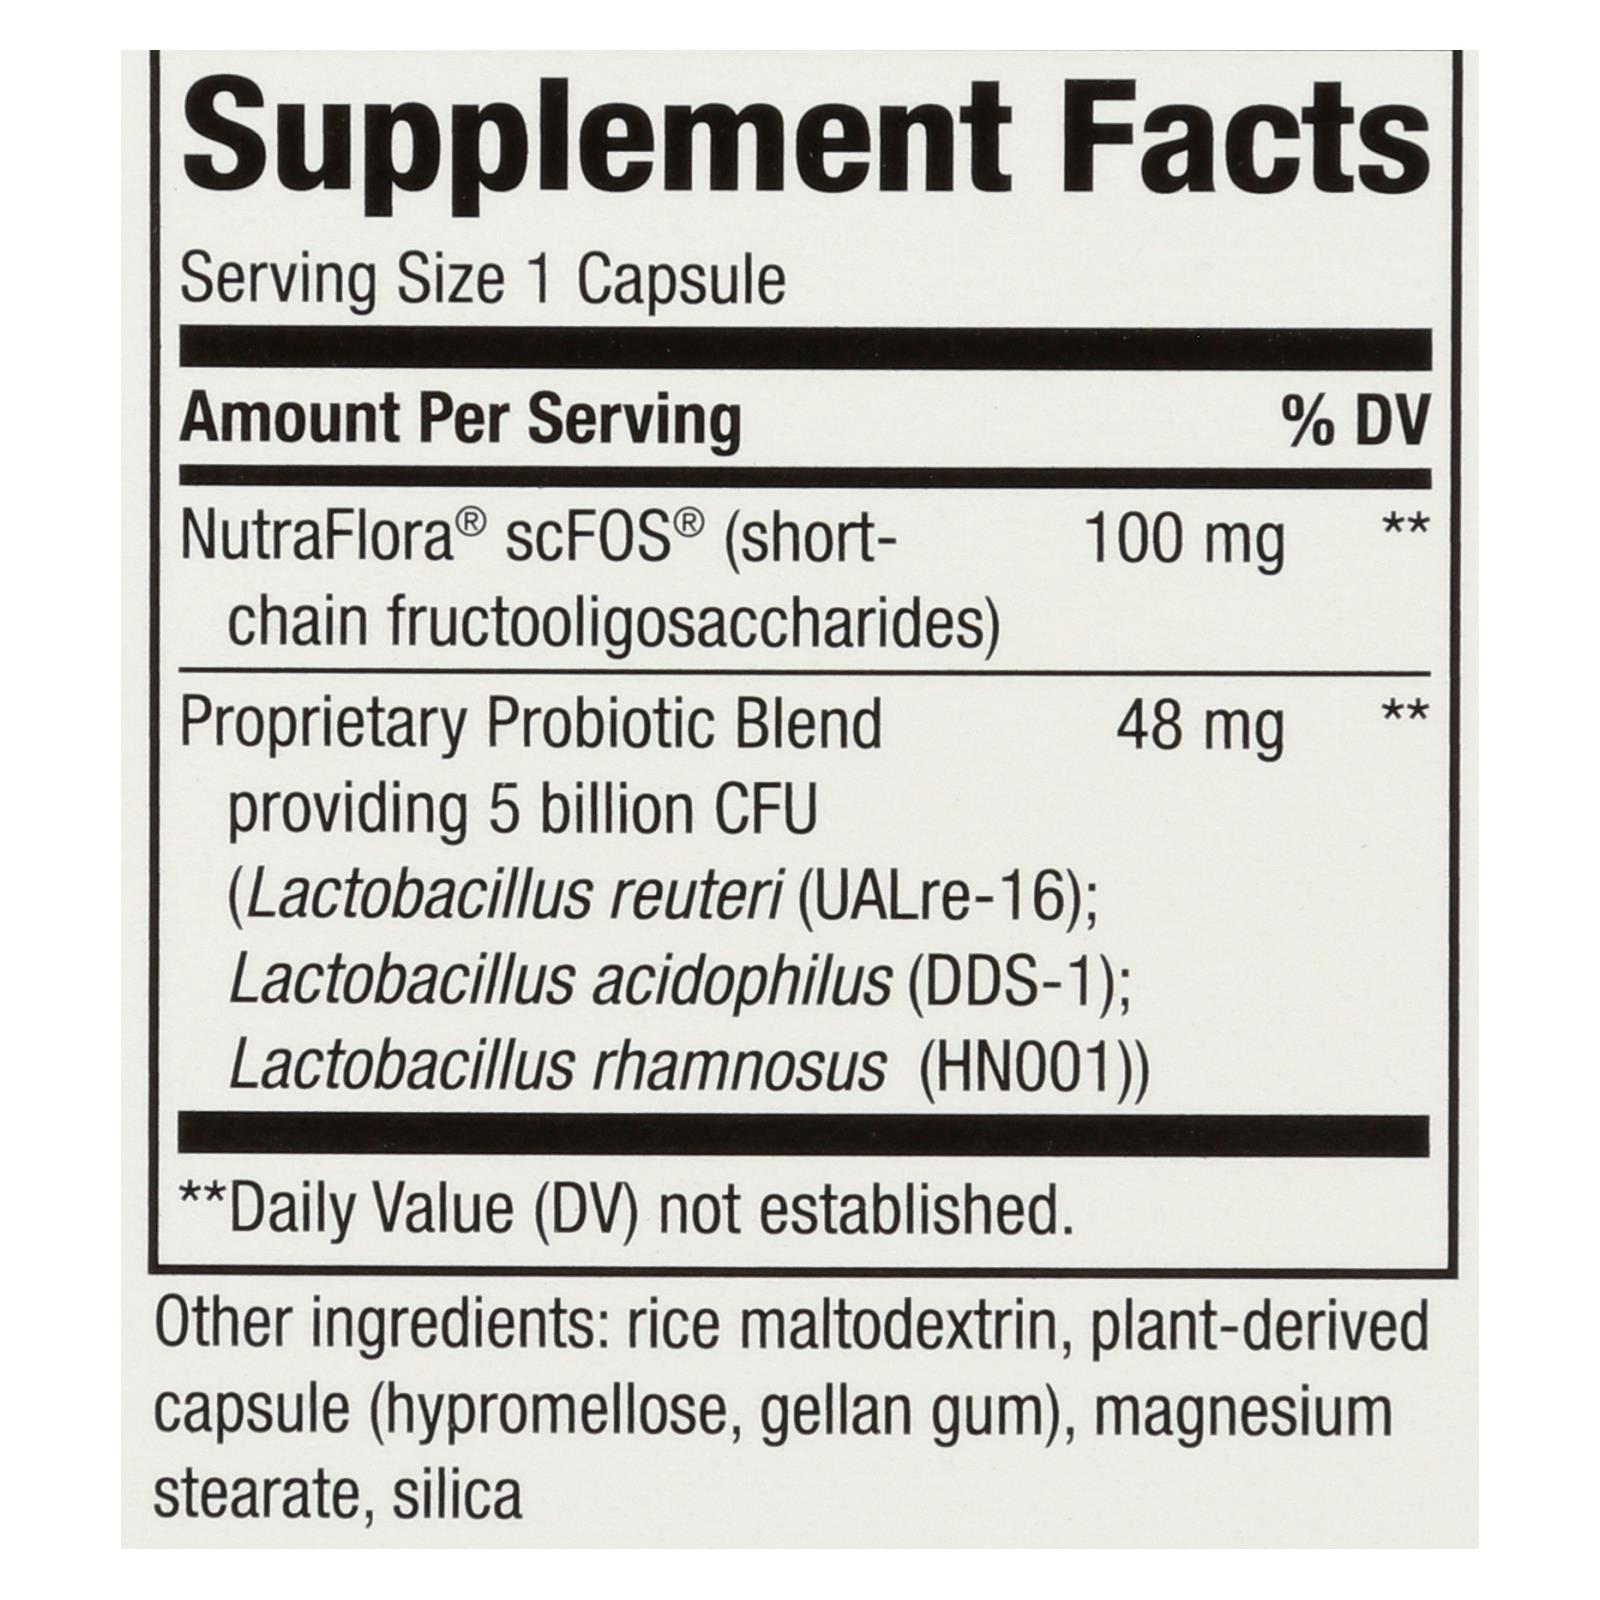 Supplement Facts
Serving Size 1 Capsule
Amount Per Serving % DV
NutraFlora® scFOS® (short- 100 mg **
chain fructooligosaccharides)
Proprietary Probiotic Blend 48 mg **
providing 5 billion CFU
(Lactobacillus reuteri (UALre-16);
Lactobacillus acidophilus (DDS-1);
Lactobacillus rhamnosus (HN001))
**Daily Value (DV) not established.
Other ingredients: rice maltodextrin, plant-derived
capsule (hypromellose, gellan gum), magnesium
stearate, silica